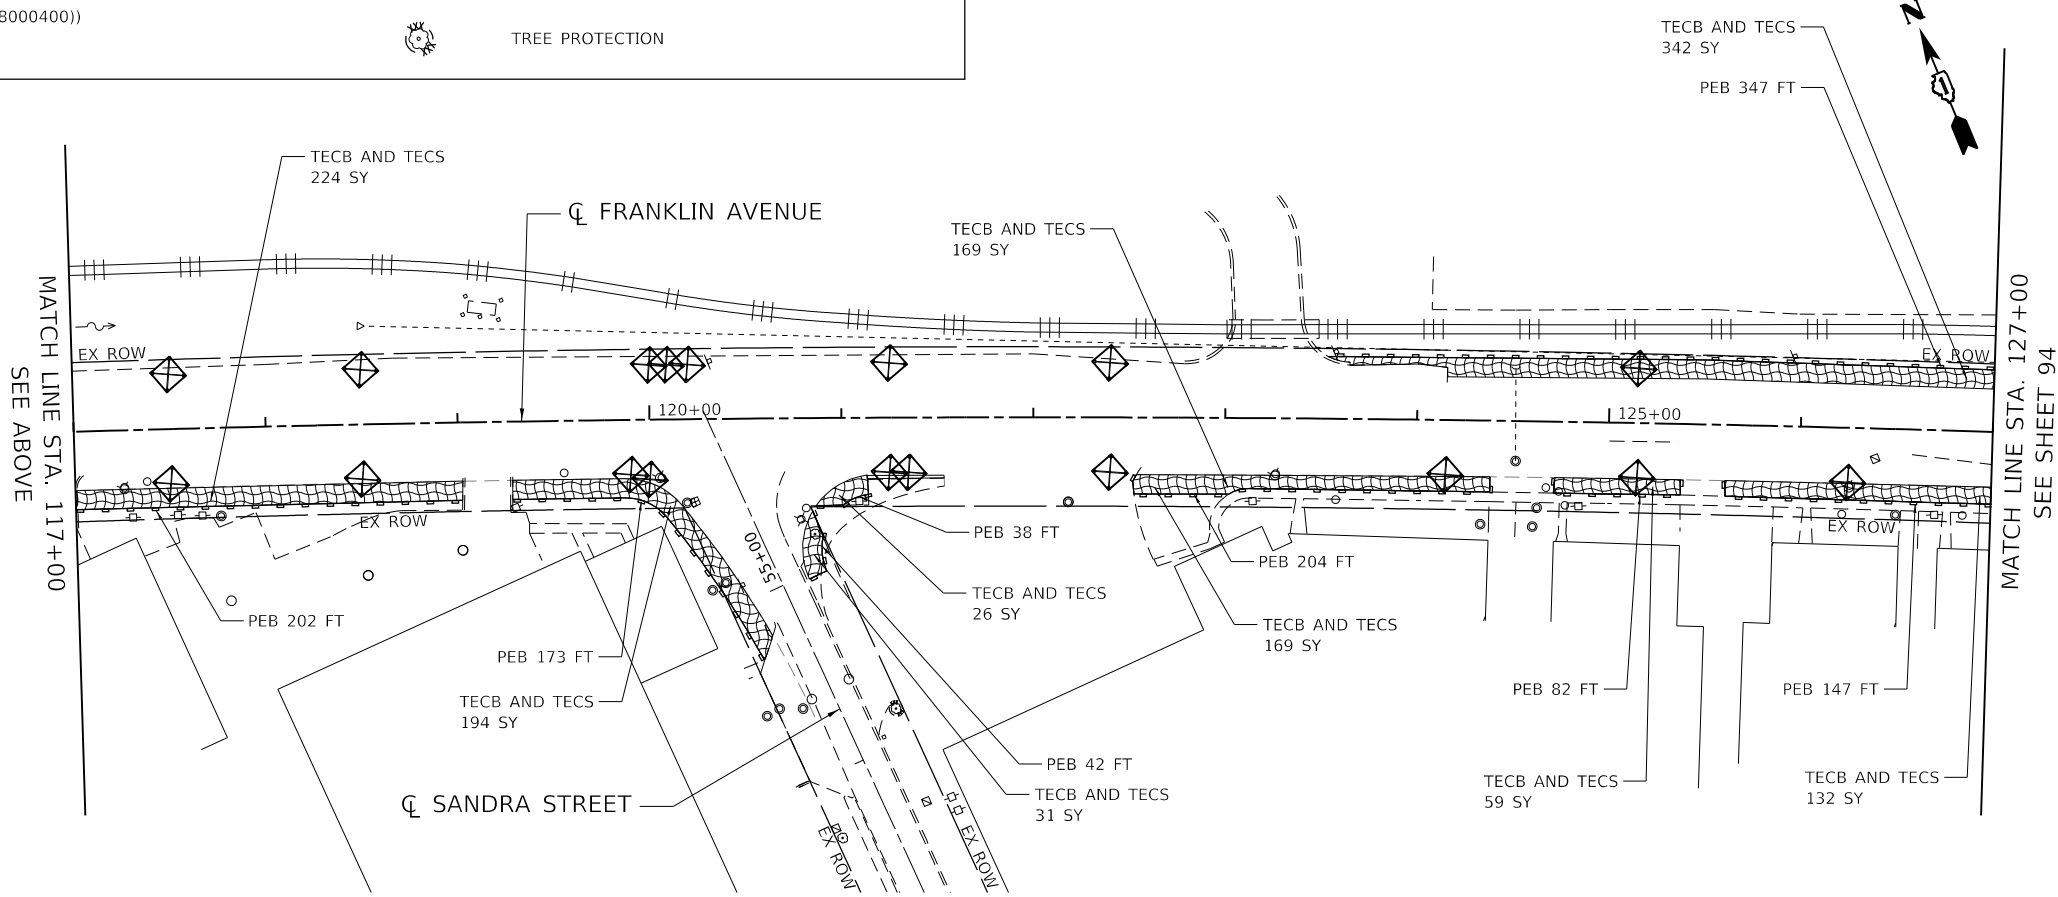 8000400))
TREE PROTECTION
N
TECB AND TECS
342 SY
PEB 347 FT
TECB AND TECS
224 SY
℄ FRANKLIN AVENUE
TECB AND TECS
169 SY
MATCH LINE STA. 117+00
SEE ABOVE
EX ROW
EX ROW
MATCH LINE STA. 127+00
SEE SHEET 94
120+00
125+00
EX ROW
EX ROW
55+00
PEB 38 FT
PEB 204 FT
TECB AND TECS
26 SY
PEB 202 FT
TECB AND TECS
169 SY
PEB 173 FT
TECB AND TECS
194 SY
PEB 82 FT
PEB 147 FT
PEB 42 FT
TECB AND TECS
31 SY
TECB AND TECS
59 SY
TECB AND TECS
132 SY
℄ SANDRA STREET
EX ROW
EX ROW